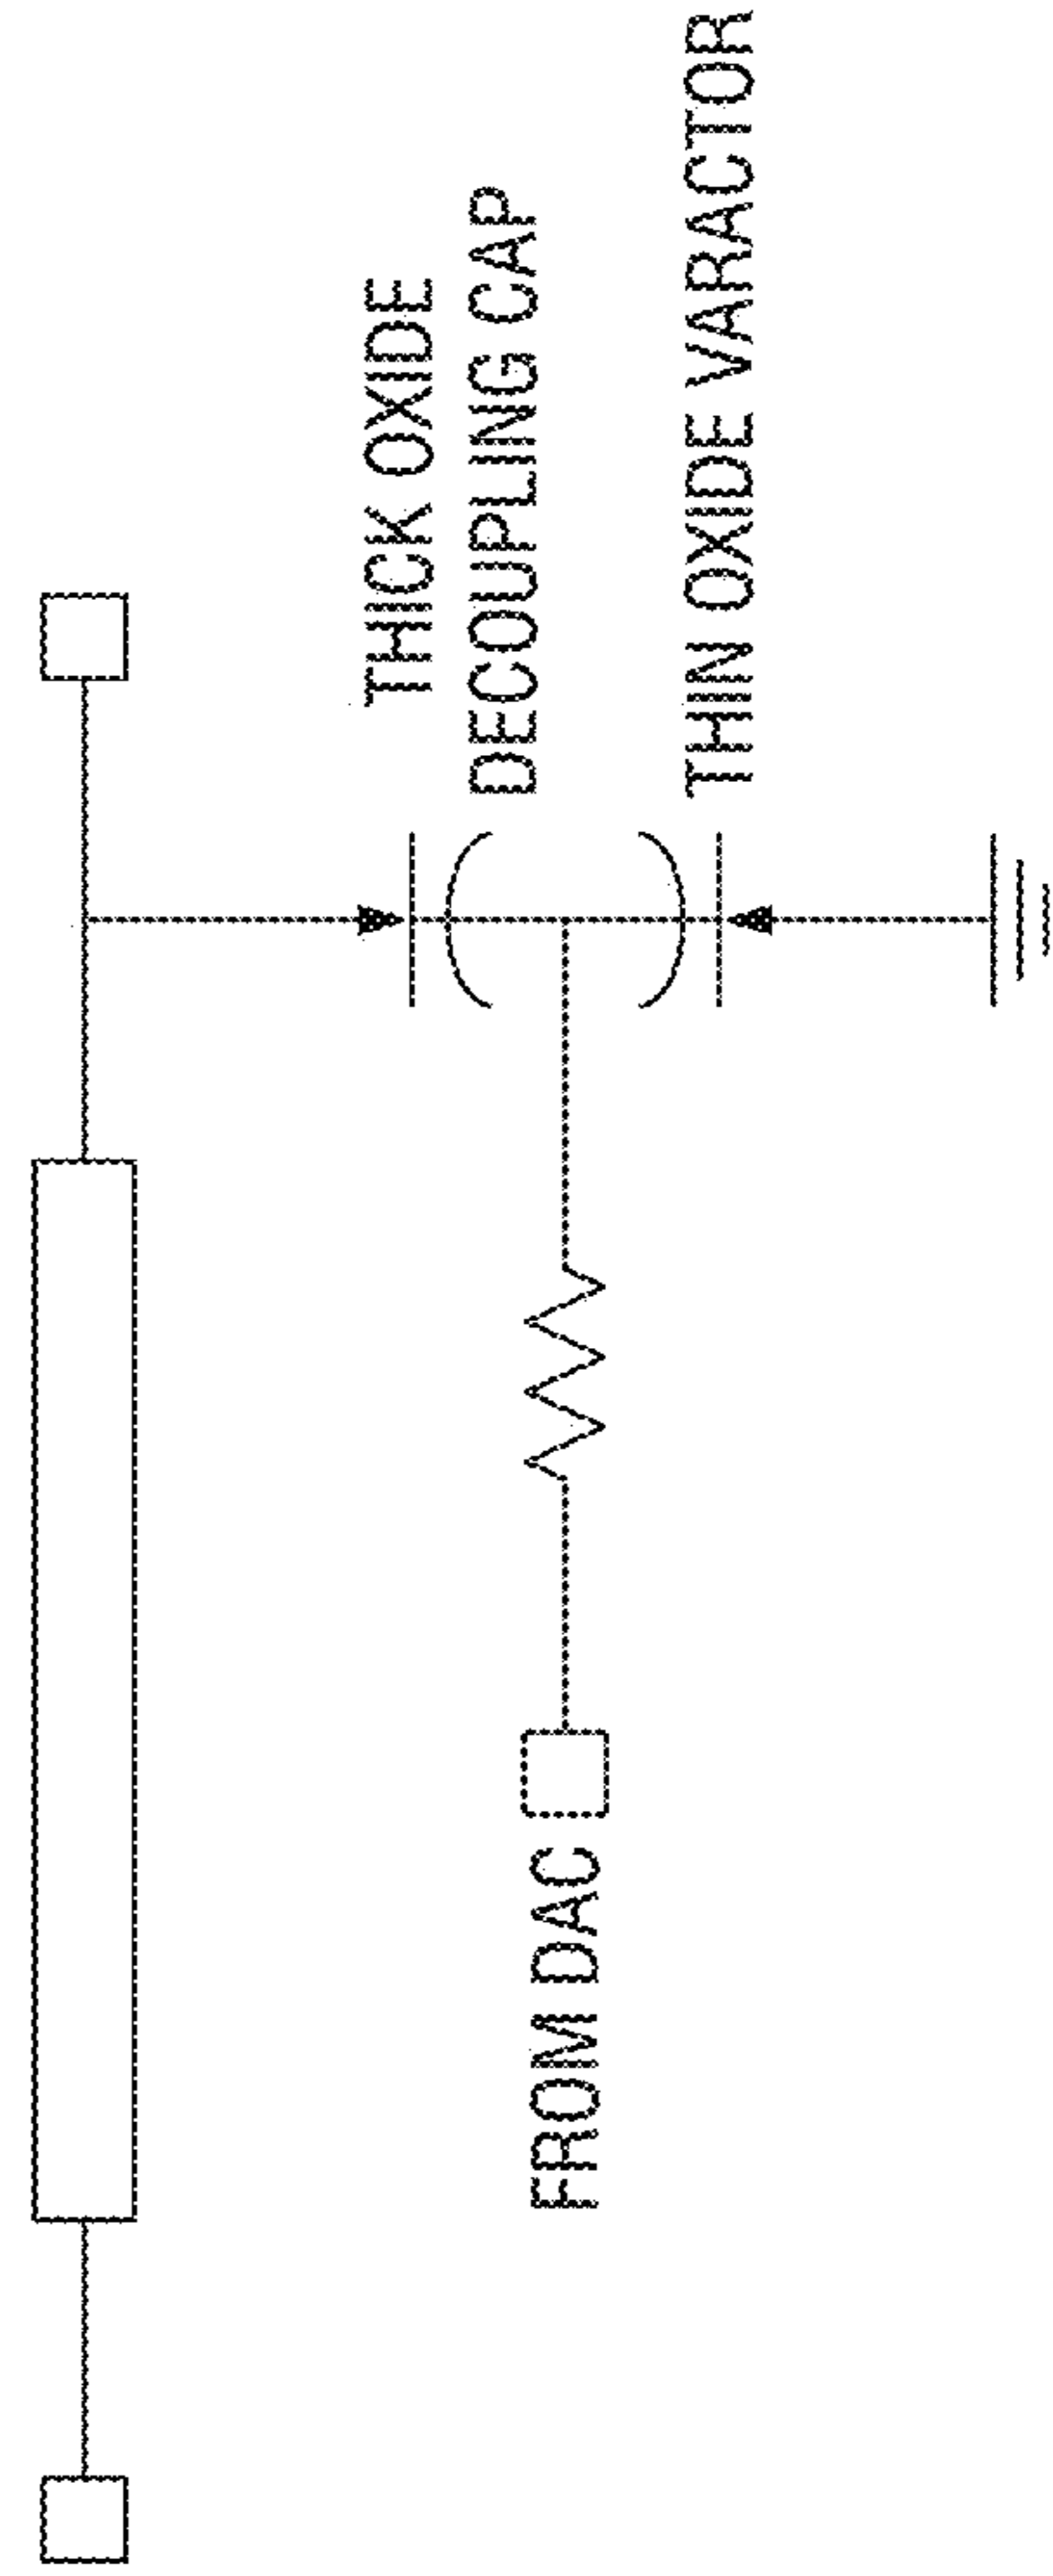 THICK OXIDE
DECOUPLING CAP
FROM DAC
THIN OXIDE VARACTOR